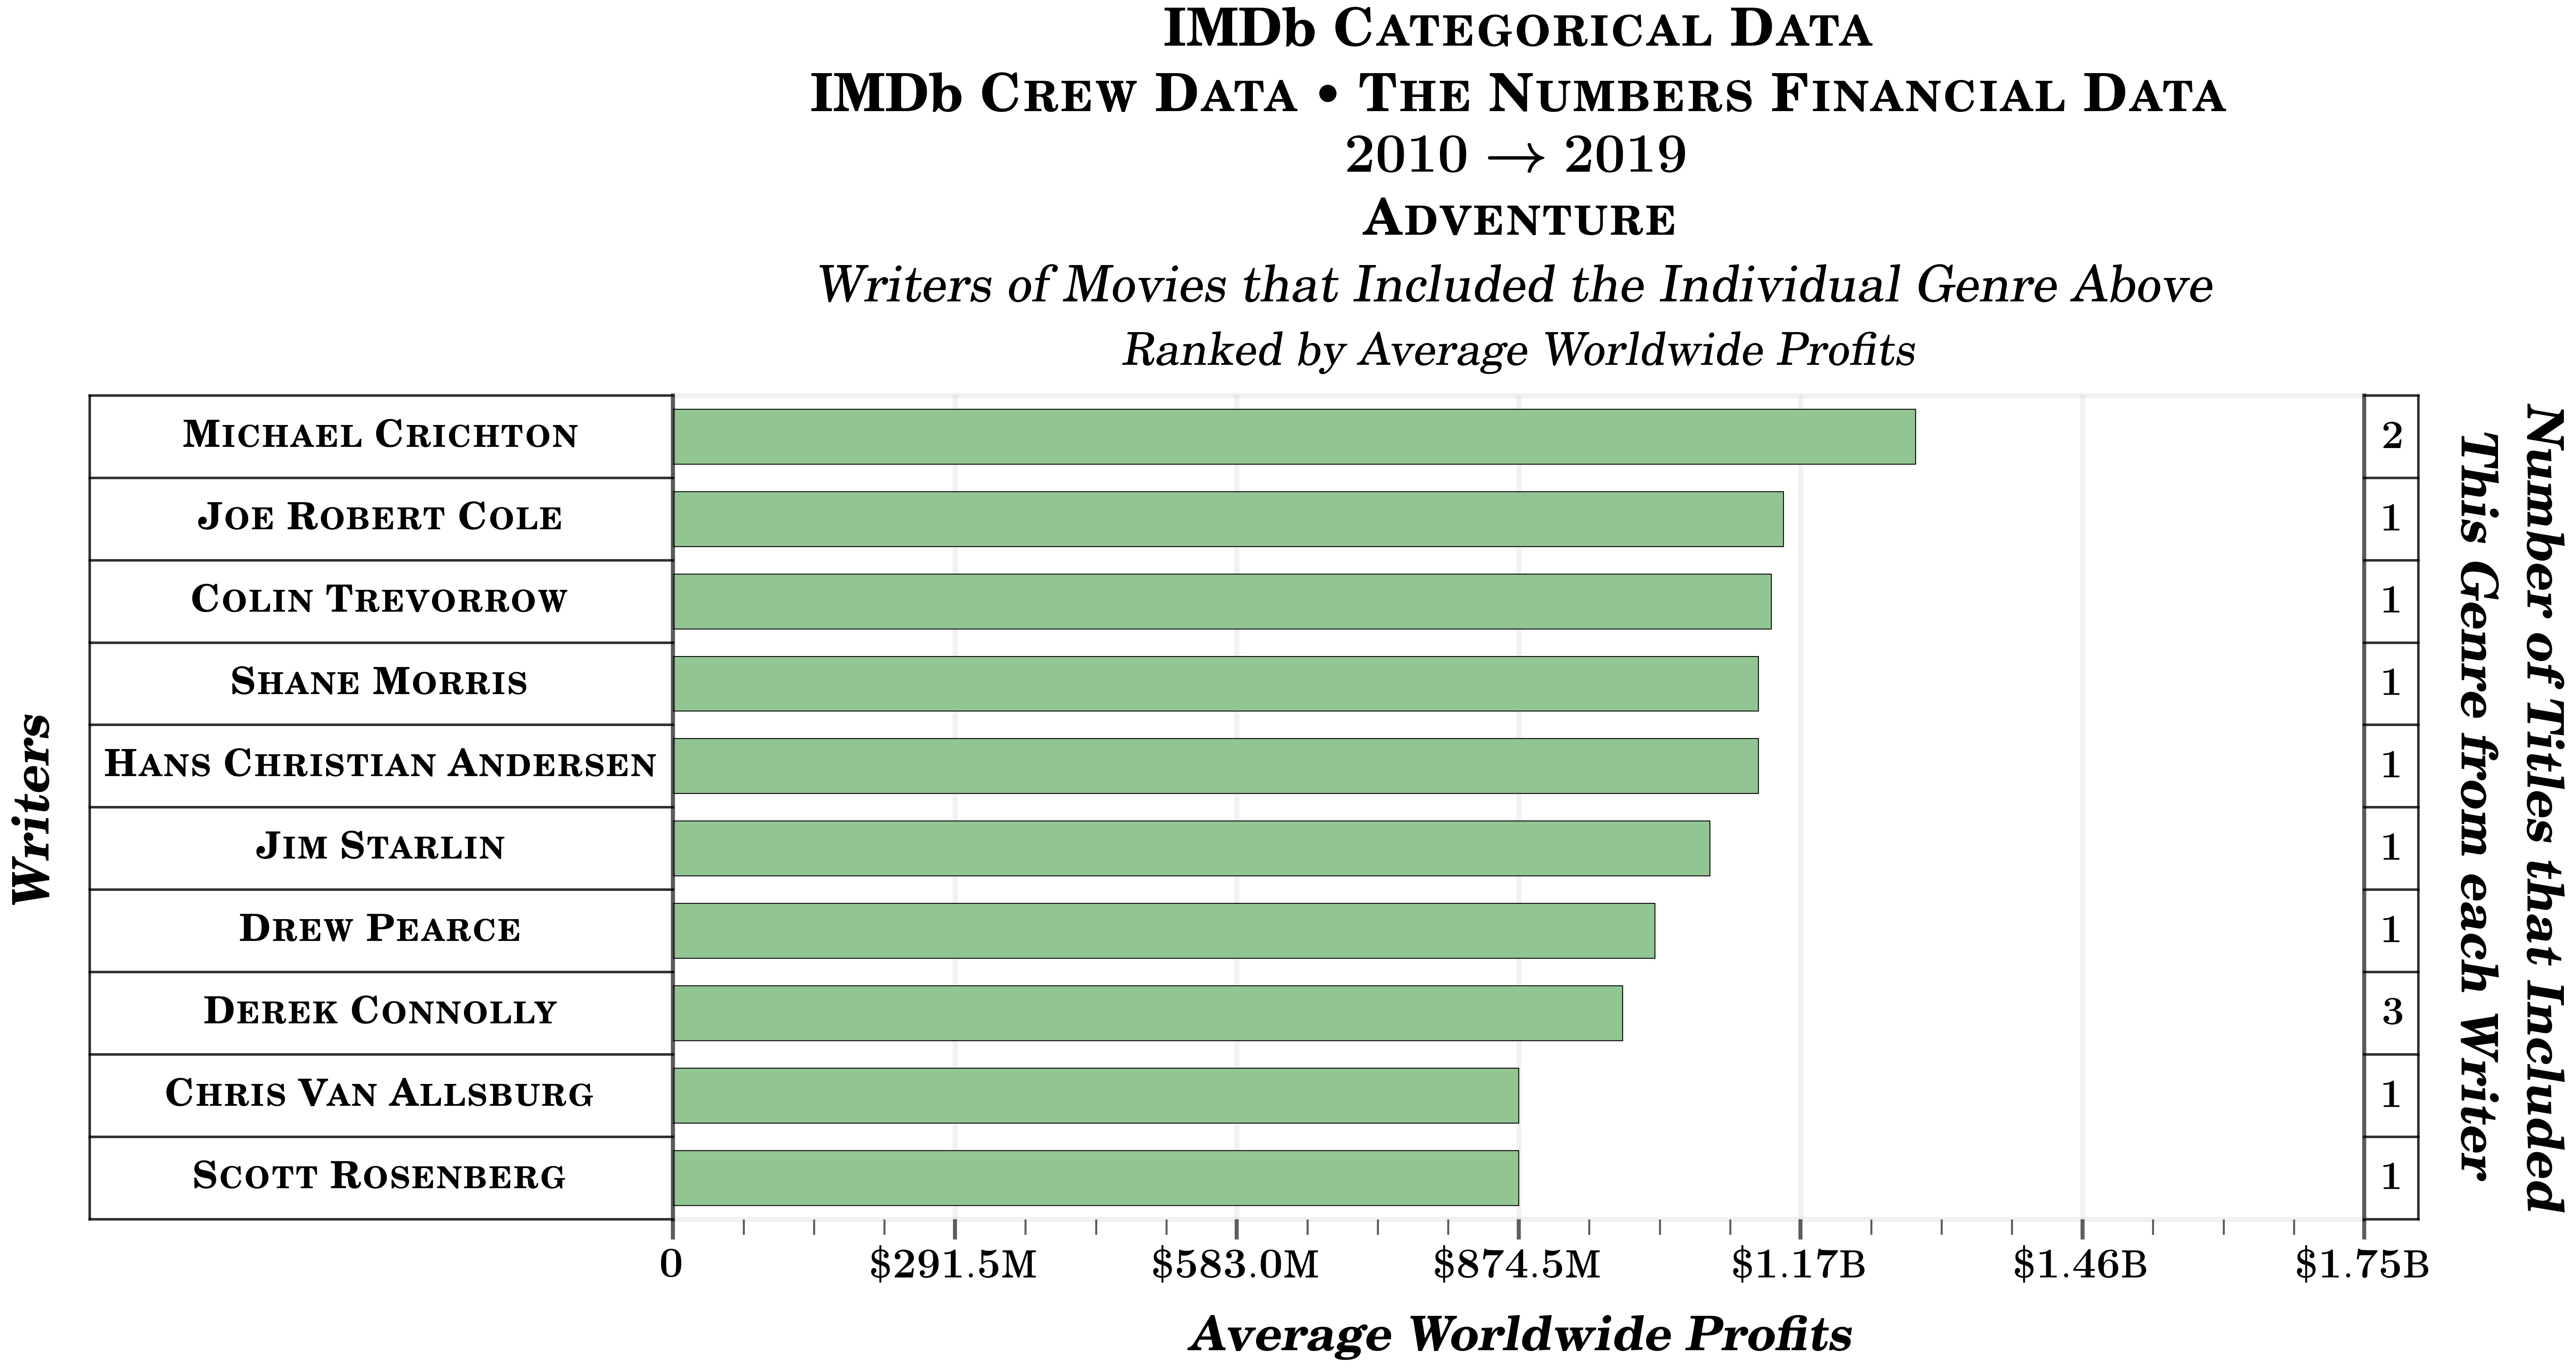 IMDb Categorical Data
IMDb Crew Data • The Numbers Financial Data
2010 → 2019
Adventure
Writers of Movies that Included the Individual Genre Above
Ranked by Average Worldwide Profits
Writers
Michael Crichton 2
Joe Robert Cole 1
Colin Trevorrow 1
Shane Morris 1
Hans Christian Andersen 1
Jim Starlin 1
Drew Pearce 1
Derek Connolly 3
Chris Van Allsburg 1
Scott Rosenberg 1
Number of Titles that Included
This Genre from each Writer
0 $291.5M $583.0M $874.5M $1.17B $1.46B $1.75B
Average Worldwide Profits